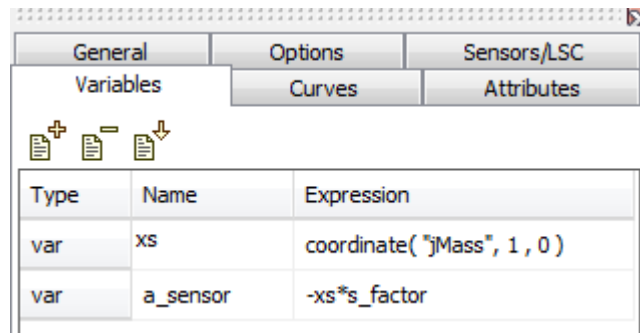 General Options Sensors/LSC
Variables Curves Attributes
Type Name Expression
var xs coordinate( "jMass", 1 , 0 )
var a_sensor -xs*s_factor